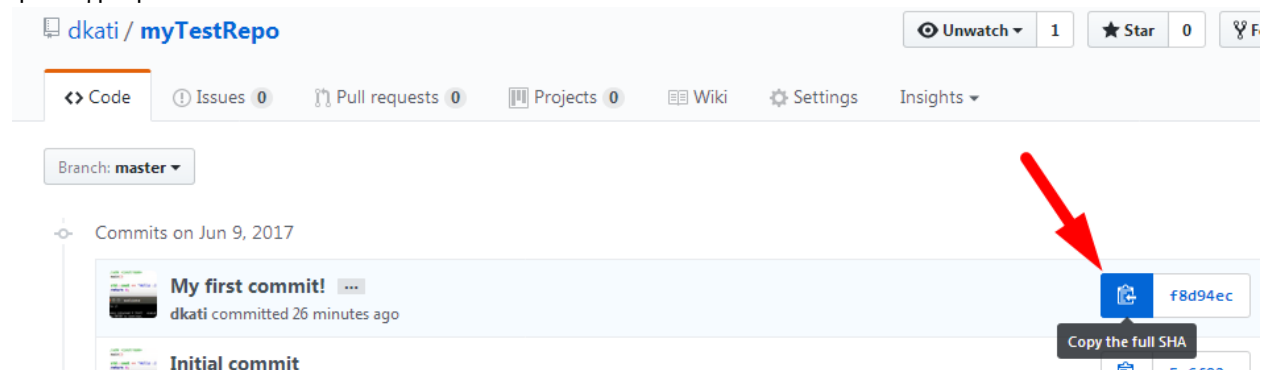 dkati / myTestRepo
Unwatch 1 Star 0
Code Issues 0 Pull requests 0 Projects 0 Wiki Settings Insights
Branch: master
Commits on Jun 9, 2017
My first commit! ...
dkati committed 26 minutes ago
f8d94ec
Copy the full SHA
Initial commit